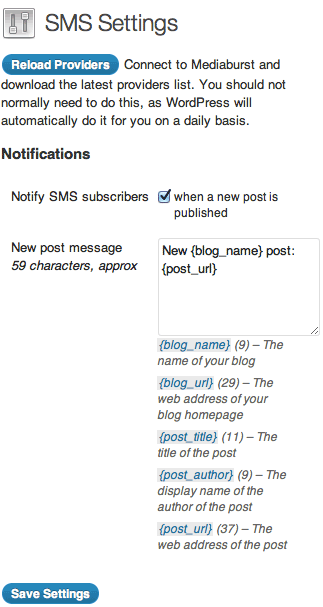 SMS Settings
Reload Providers Connect to Mediaburst and
download the latest providers list. You should not
normally need to do this, as WordPress will
automatically do it for you on a daily basis.
Notifications
Notify SMS subscribers
when a new post is
published
New post message
59 characters, approx
New {blog_name} post:
{post_url}
{blog_name} (9) – The
name of your blog
{blog_url} (29) – The
web address of your
blog homepage
{post_title} (11) – The
title of the post
{post_author} (9) – The
display name of the
author of the post
{post_url} (37) – The
web address of the post
Save Settings